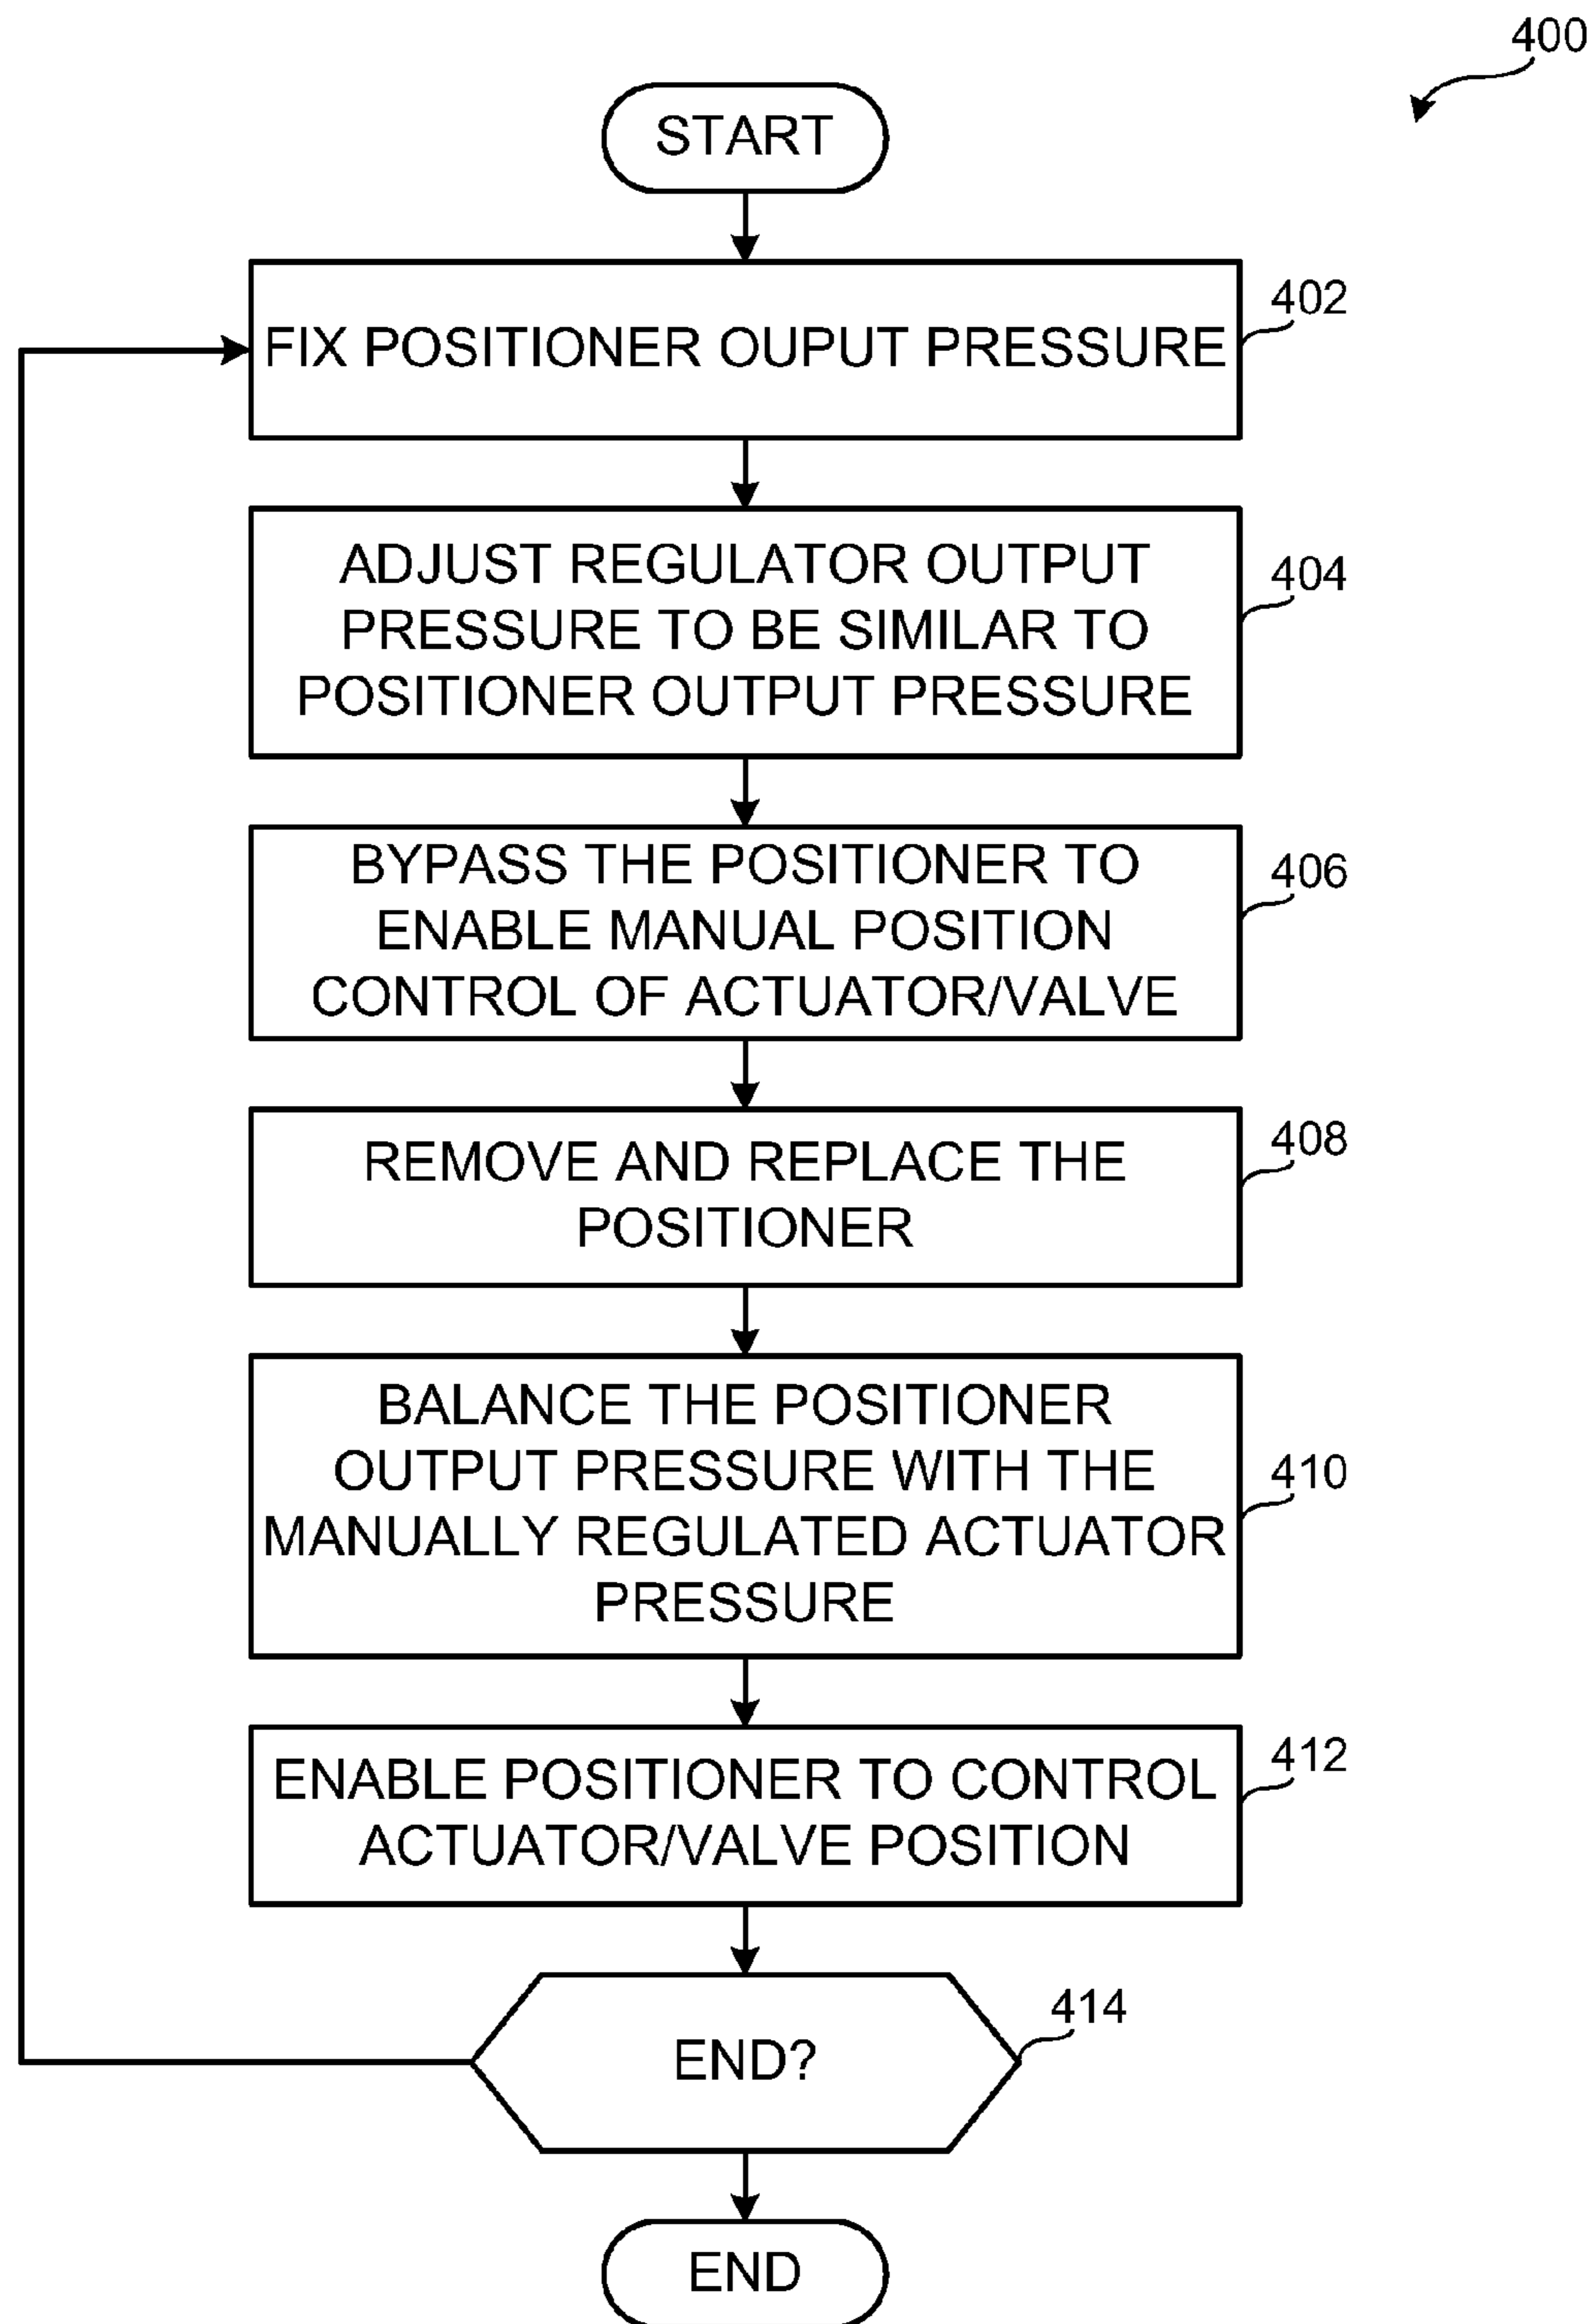 400
START
402
FIX POSITIONER OUPUT PRESSURE
ADJUST REGULATOR OUTPUT
PRESSURE TO BE SIMILAR TO
POSITIONER OUTPUT PRESSURE
404
BYPASS THE POSITIONER TO
ENABLE MANUAL POSITION
CONTROL OF ACTUATOR/VALVE
406
REMOVE AND REPLACE THE
POSITIONER
408
BALANCE THE POSITIONER
OUTPUT PRESSURE WITH THE
MANUALLY REGULATED ACTUATOR
PRESSURE
410
ENABLE POSITIONER TO CONTROL
ACTUATOR/VALVE POSITION
412
END?
414
END